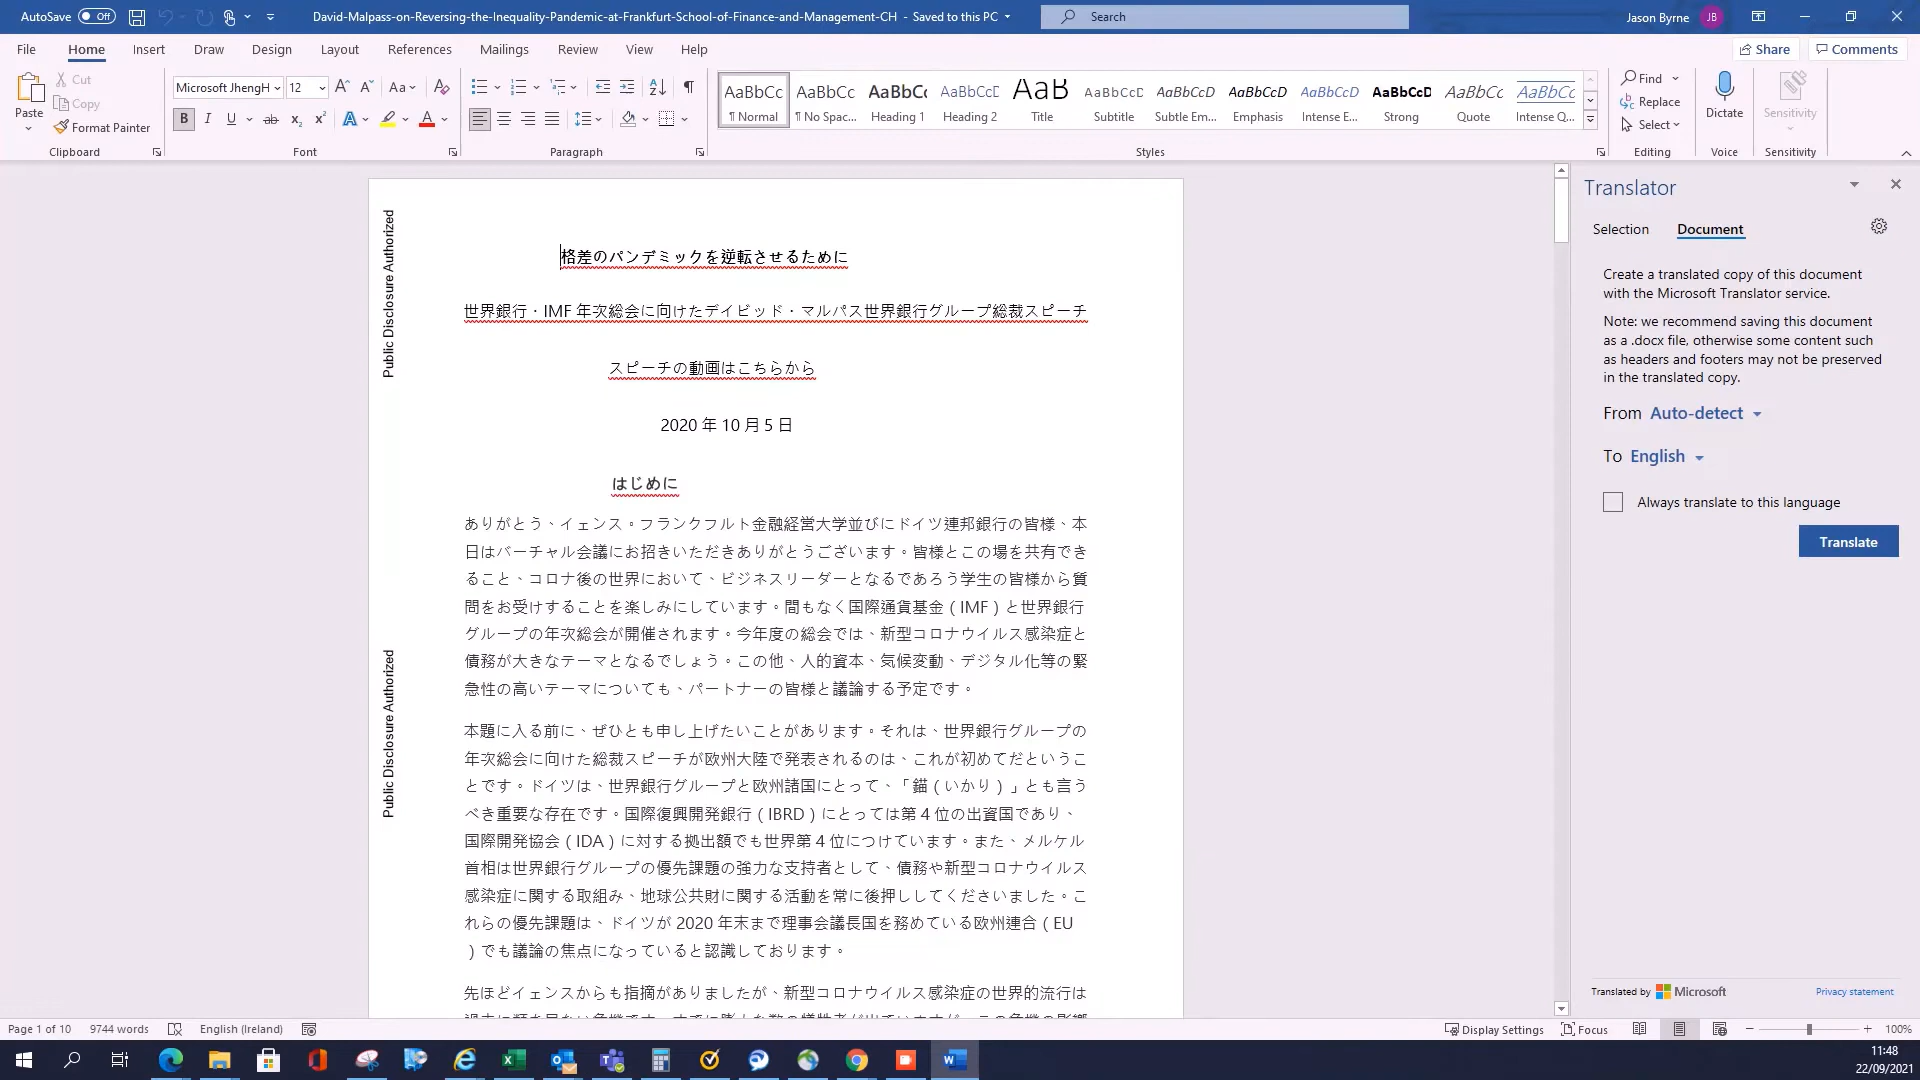 AutoSave Off
David-Malpass-on-Reversing-the-Inequality-Pandemic-at-Frankfurt-School-of-Finance-and-Management-CH - Saved to this PC
Search
Jason Byrne JB
File Home Insert Draw Design Layout References Mailings Review View Help
Share Comments
Paste
Cut
Copy
Format Painter
Clipboard
Microsoft JhengH 12
Font
Paragraph
AaBbCc AaBbCc AaBbCc AaBbCcD AaB AaBbCcD AaBbCcD AaBbCcD AaBbCcD AaBbCcD AaBbCc AaBbCc
¶ Normal ¶ No Spac... Heading 1 Heading 2 Title Subtitle Subtle Em... Emphasis Intense E... Strong Quote Intense Q...
Styles
Find
Replace
Select
Editing
Dictate
Voice
Sensitivity
Sensitivity
Public Disclosure Authorized
Public Disclosure Authorized
格差のパンデミックを逆転させるために
世界銀行・IMF 年次総会に向けたデイビッド・マルパス世界銀行グループ総裁スピーチ
スピーチの動画はこちらから
2020 年 10 月 5 日
はじめに
ありがとう、イェンス。フランクフルト金融経営大学並びにドイツ連邦銀行の皆様、本
日はバーチャル会議にお招きいただきありがとうございます。皆様とこの場を共有でき
ること、コロナ後の世界において、ビジネスリーダーとなるであろう学生の皆様から質
問をお受けすることを楽しみにしています。間もなく国際通貨基金（IMF）と世界銀行
グループの年次総会が開催されます。今年度の総会では、新型コロナウイルス感染症と
債務が大きなテーマとなるでしょう。この他、人的資本、気候変動、デジタル化等の緊
急性の高いテーマについても、パートナーの皆様と議論する予定です。
本題に入る前に、ぜひとも申し上げたいことがあります。それは、世界銀行グループの
年次総会に向けた総裁スピーチが欧州大陸で発表されるのは、これが初めてだというこ
とです。ドイツは、世界銀行グループと欧州諸国にとって、「錨（いかり）」とも言う
べき重要な存在です。国際復興開発銀行（IBRD）にとっては第 4 位の出資国であり、
国際開発協会（IDA）に対する拠出額でも世界第 4 位につけています。また、メルケル
首相は世界銀行グループの優先課題の強力な支持者として、債務や新型コロナウイルス
感染症に関する取組み、地球公共財に関する活動を常に後押ししてくださいました。こ
れらの優先課題は、ドイツが 2020 年末まで理事会議長国を務めている欧州連合（EU
）でも議論の焦点になっていると認識しております。
先ほどイェンスからも指摘がありましたが、新型コロナウイルス感染症の世界的流行は
Translator
Selection Document
Create a translated copy of this document
with the Microsoft Translator service.
Note: we recommend saving this document
as a .docx file, otherwise some content such
as headers and footers may not be preserved
in the translated copy.
From Auto-detect
To English
Always translate to this language
Translate
Translated by Microsoft
Privacy statement
Page 1 of 10 9744 words English (Ireland)
Display Settings Focus 100%
11:48
22/09/2021